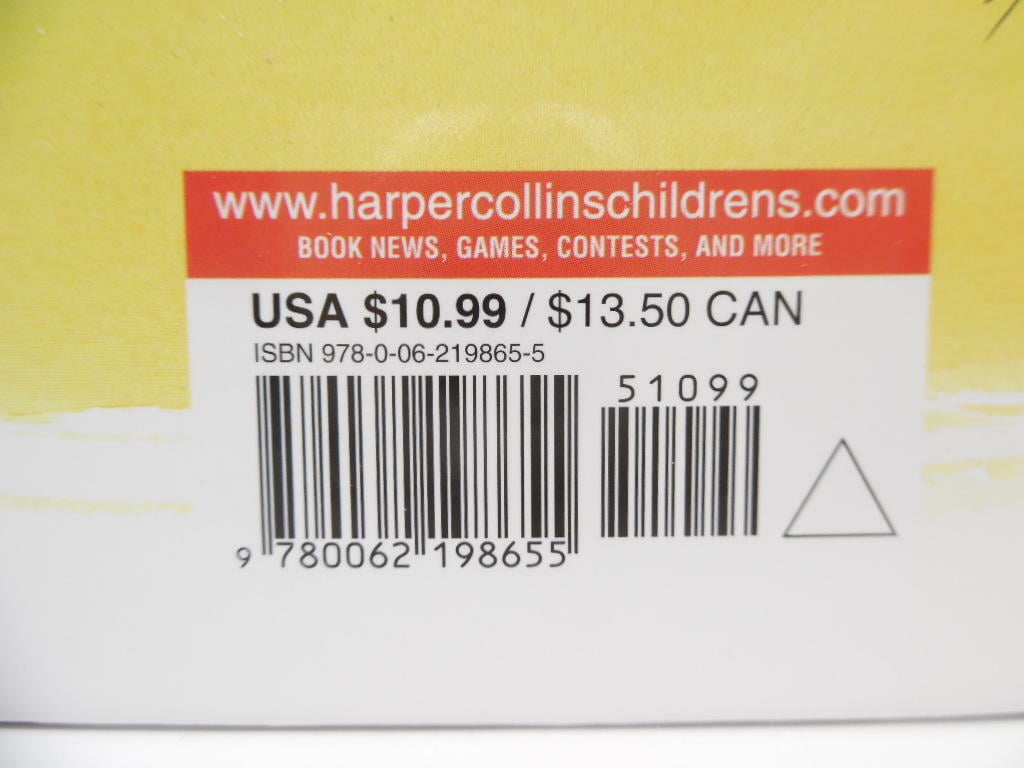 www.harpercollinschildrens.com
BOOK NEWS, GAMES, CONTESTS, AND MORE
USA $10.99 / $13.50 CAN
ISBN 978-0-06-219865-5
51099
9 780062 198655